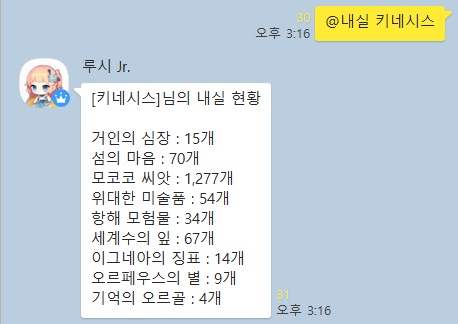 30
오후 3:16
@내실 키네시스
루시 Jr.
[키네시스]님의 내실 현황
거인의 심장 : 15개
섬의 마음 : 70개
모코코 씨앗 : 1,277개
위대한 미술품 : 54개
항해 모험물 : 34개
세계수의 잎 : 67개
이그네아의 징표 : 14개
오르페우스의 별 : 9개
기억의 오르골 : 4개
31
오후 3:16